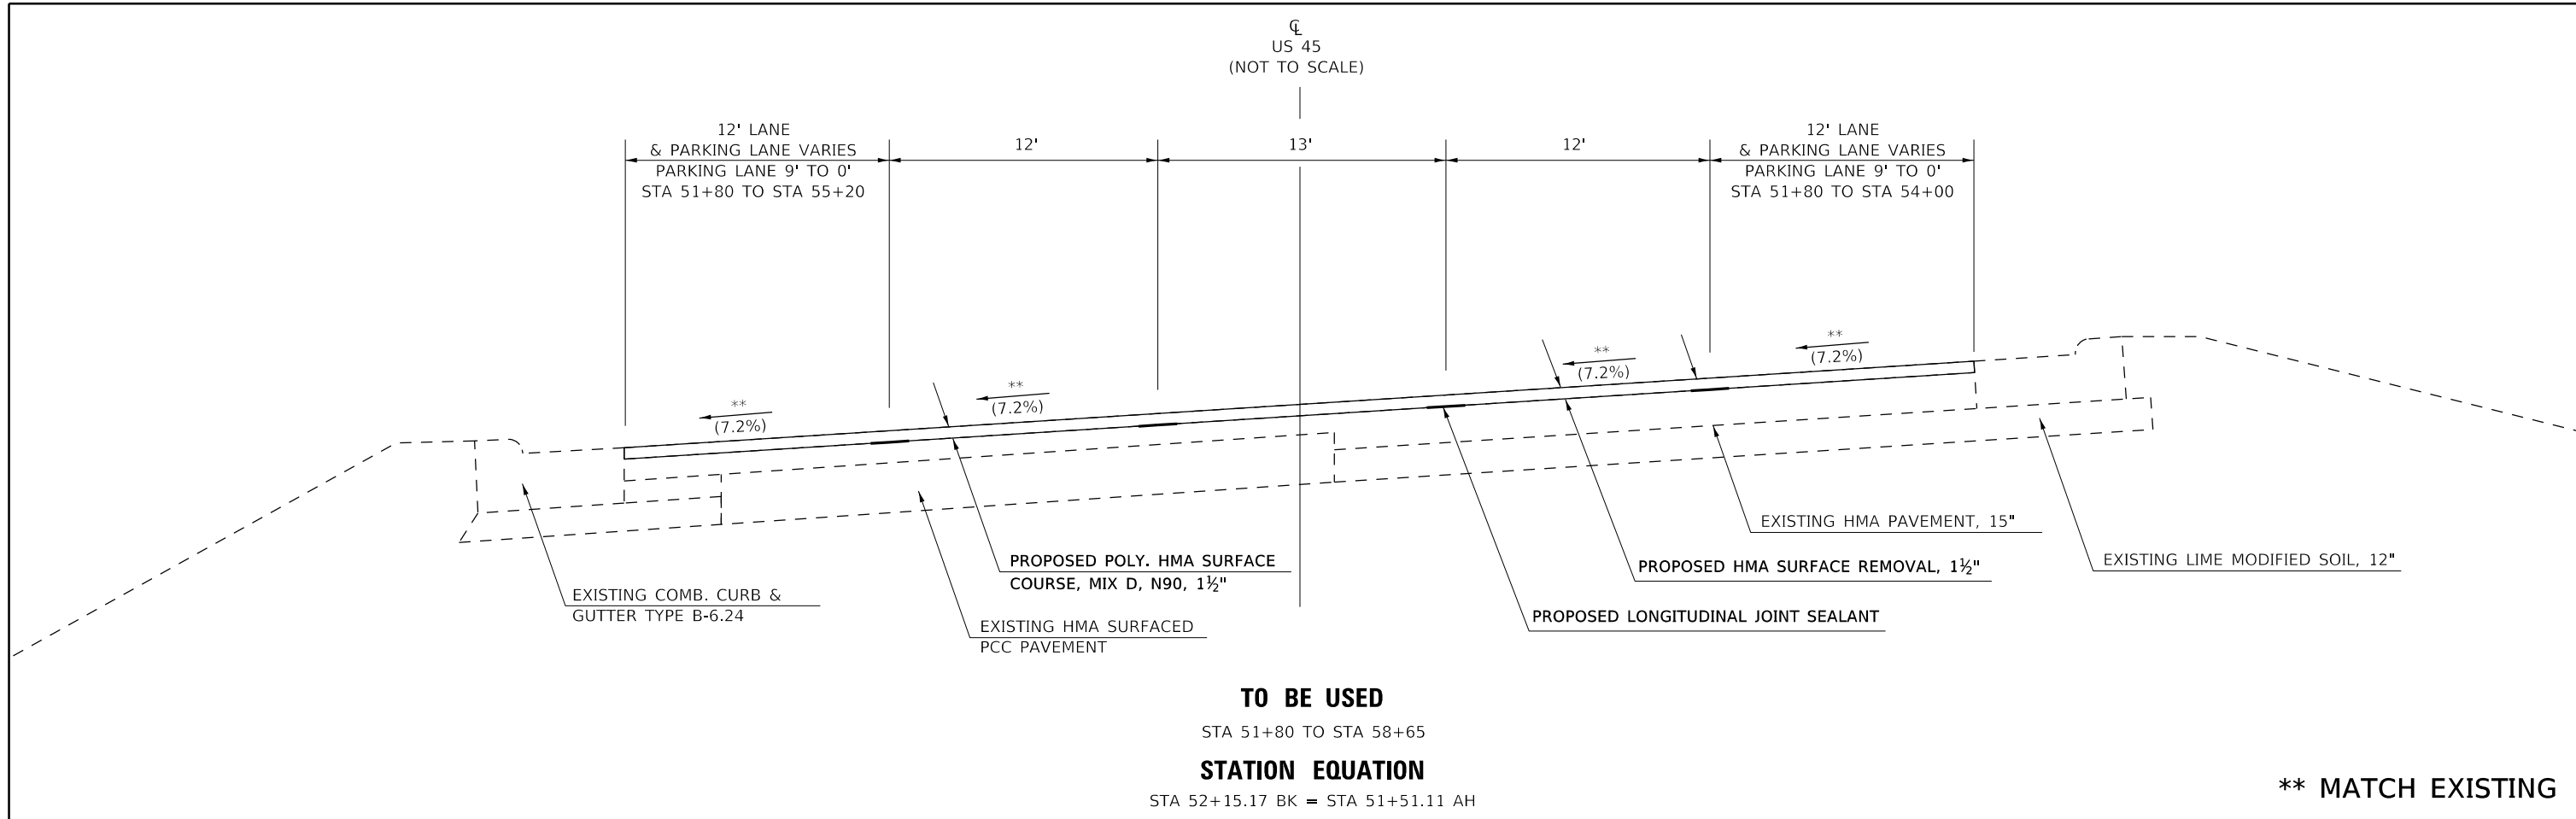 ℄
US 45
(NOT TO SCALE)
12' LANE
& PARKING LANE VARIES
PARKING LANE 9' TO 0'
STA 51+80 TO STA 55+20
12'
13'
12'
12' LANE
& PARKING LANE VARIES
PARKING LANE 9' TO 0'
STA 51+80 TO STA 54+00
**
(7.2%)
**
(7.2%)
**
(7.2%)
**
(7.2%)
EXISTING COMB. CURB &
GUTTER TYPE B-6.24
PROPOSED POLY. HMA SURFACE
COURSE, MIX D, N90, 1½"
EXISTING HMA SURFACED
PCC PAVEMENT
PROPOSED LONGITUDINAL JOINT SEALANT
PROPOSED HMA SURFACE REMOVAL, 1½"
EXISTING HMA PAVEMENT, 15"
EXISTING LIME MODIFIED SOIL, 12"
TO BE USED
STA 51+80 TO STA 58+65
STATION EQUATION
STA 52+15.17 BK = STA 51+51.11 AH
** MATCH EXISTING